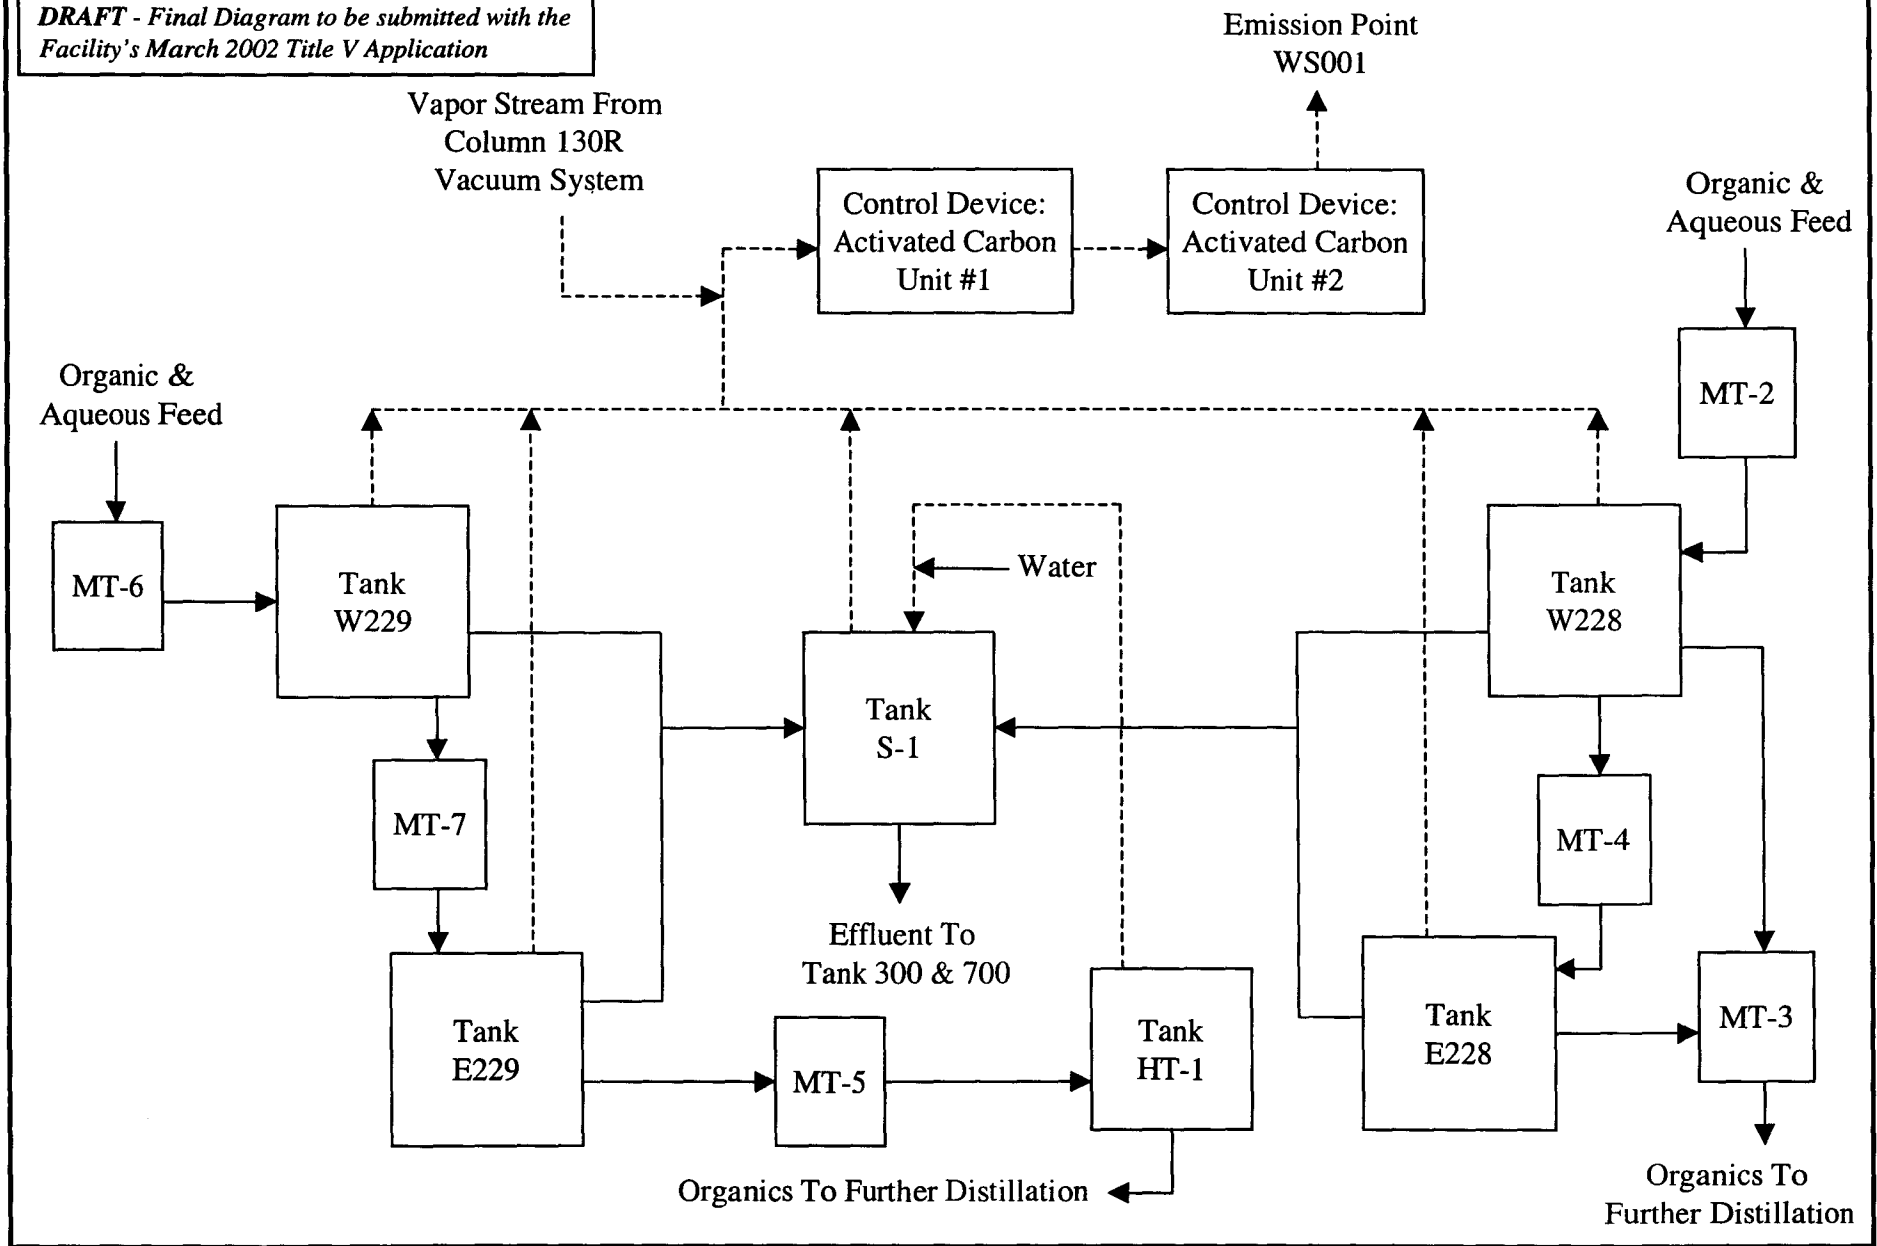 DRAFT - Final Diagram to be submitted with the
Facility's March 2002 Title V Application
Emission Point
WS001
Vapor Stream From
Column 130R
Vacuum System
Control Device:
Activated Carbon
Unit #1
Control Device:
Activated Carbon
Unit #2
Organic &
Aqueous Feed
MT-2
Organic &
Aqueous Feed
MT-6
Tank
W229
Water
Tank
W228
Tank
S-1
MT-7
MT-4
Effluent To
Tank 300 & 700
Tank
E229
MT-5
Tank
HT-1
Tank
E228
MT-3
Organics To Further Distillation
Organics To
Further Distillation